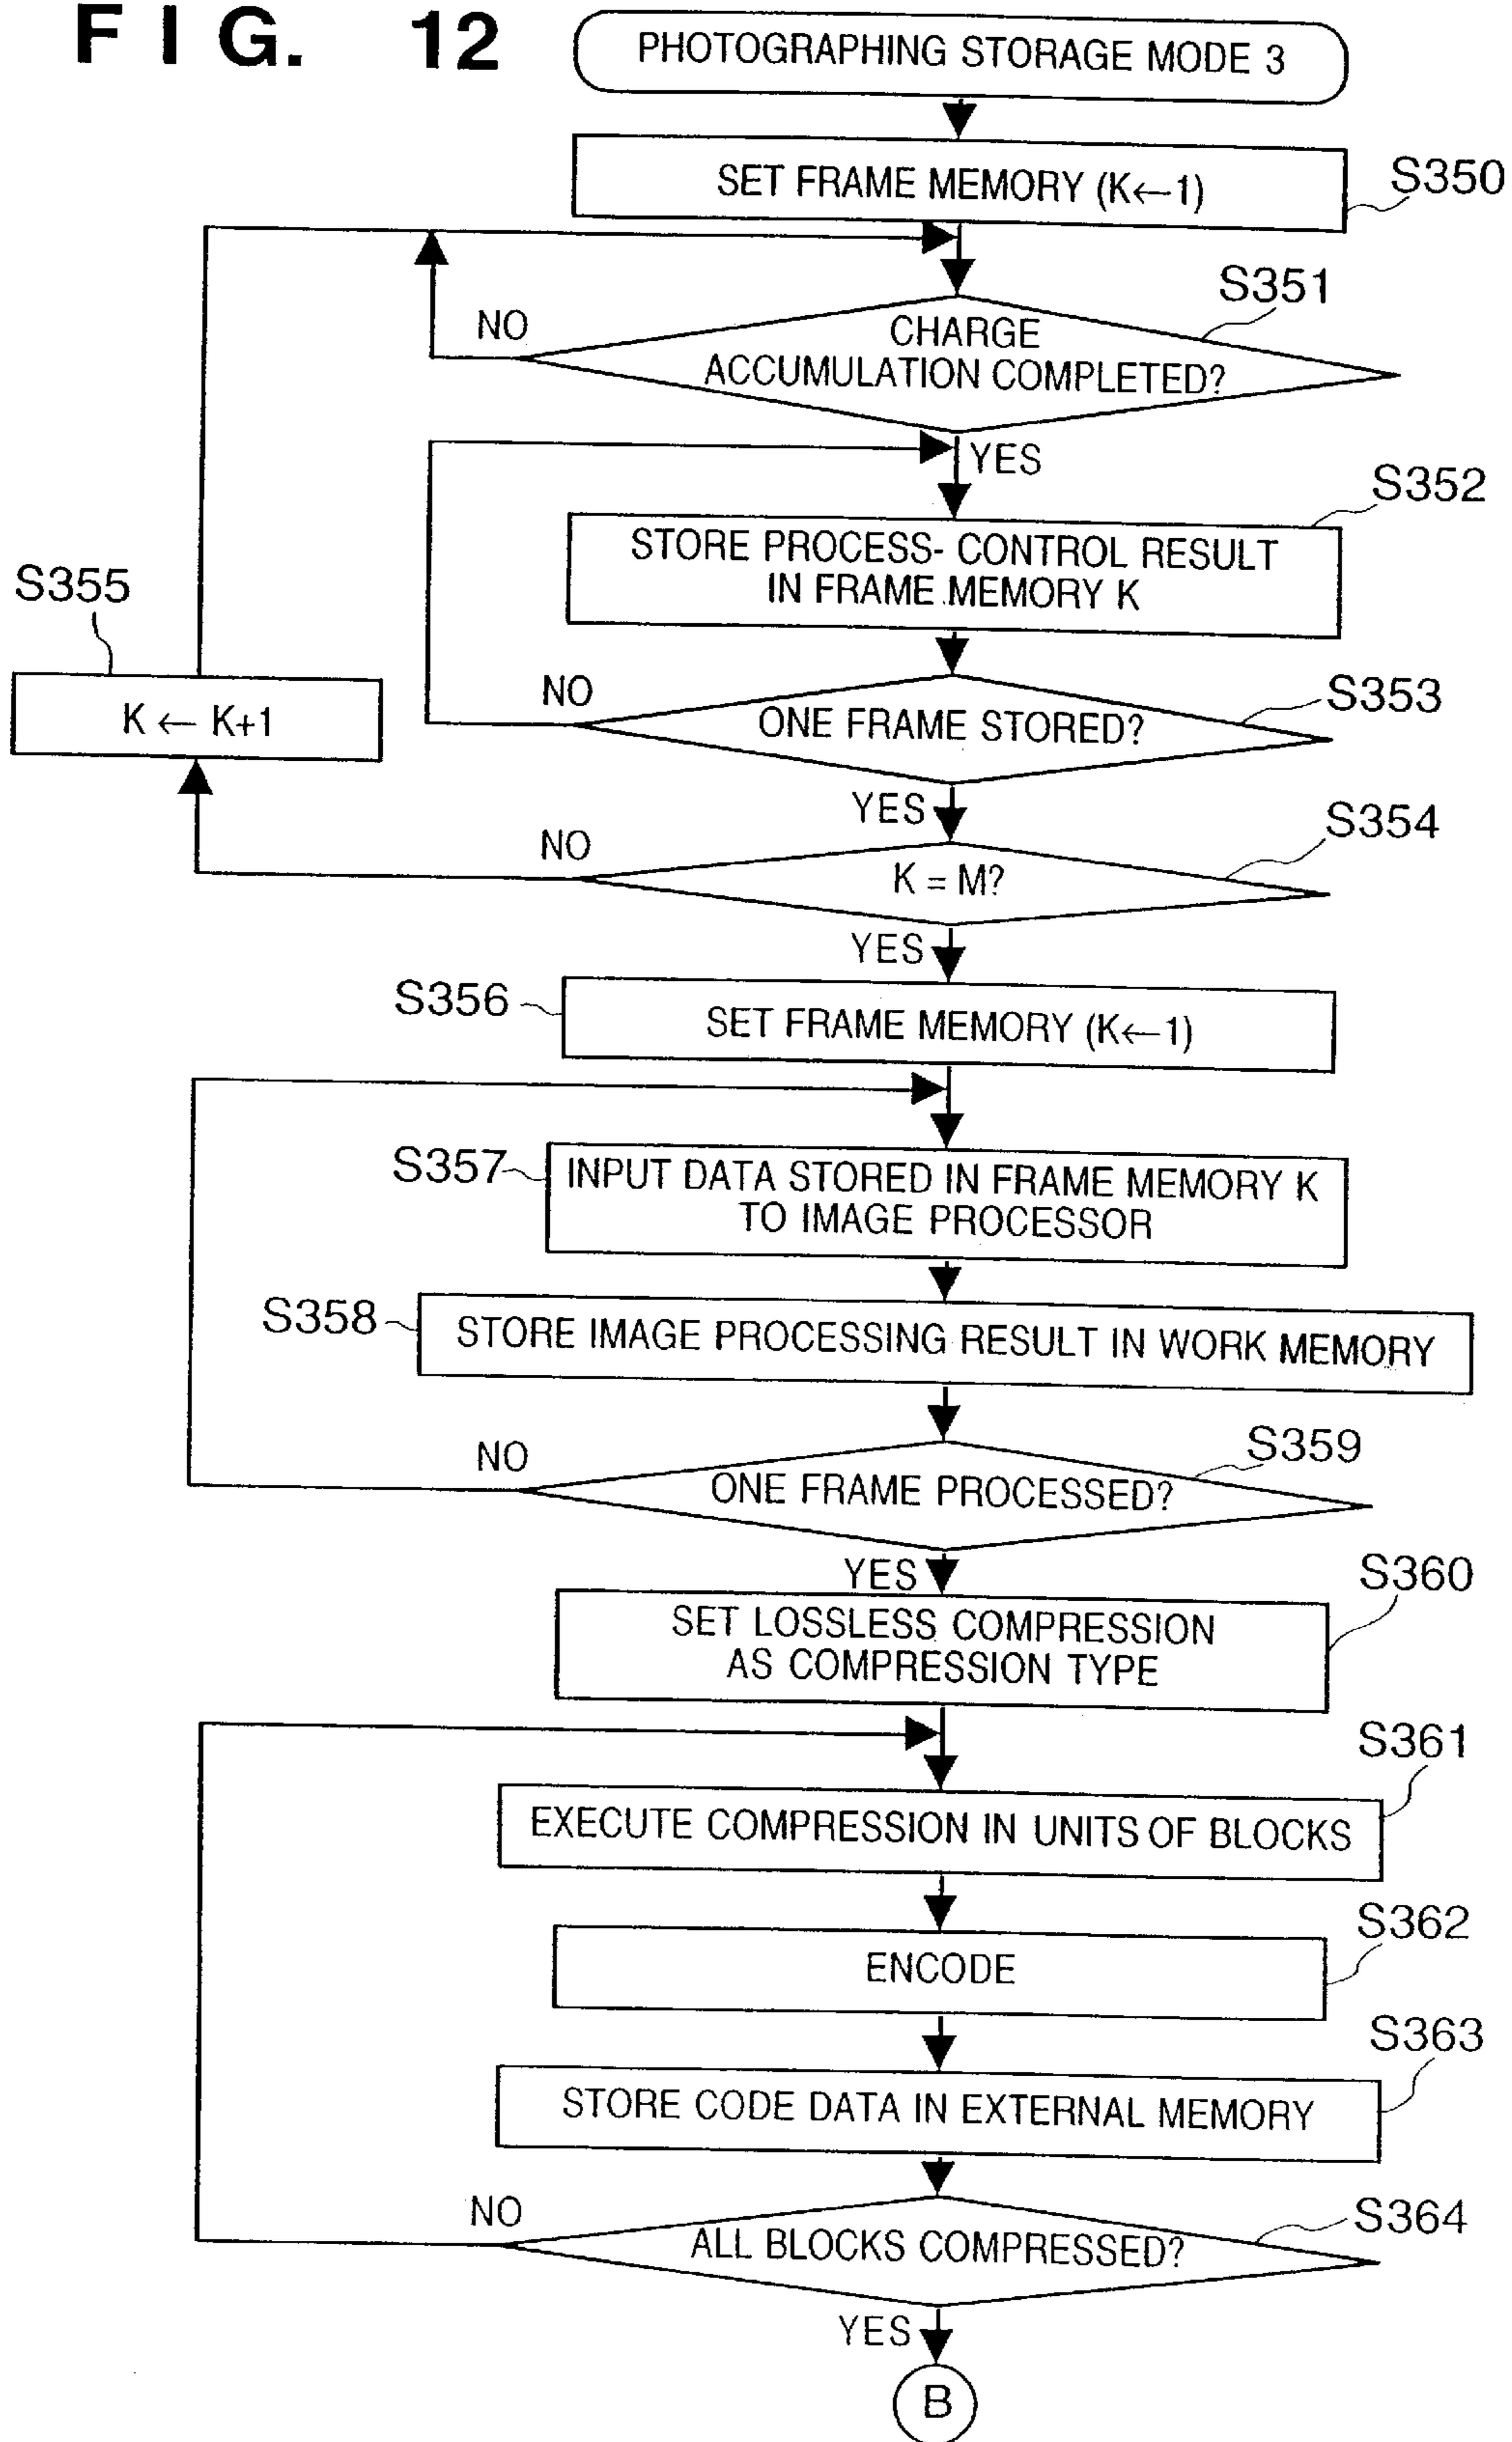 FIG. 12
PHOTOGRAPHING STORAGE MODE 3
SET FRAME MEMORY (K←1)
S350
S351
NO
CHARGE
ACCUMULATION COMPLETED?
YES
S352
STORE PROCESS- CONTROL RESULT
IN FRAME MEMORY K
S355
K ← K+1
NO
S353
ONE FRAME STORED?
YES
S354
NO
K = M?
YES
S356
SET FRAME MEMORY (K←1)
S357
INPUT DATA STORED IN FRAME MEMORY K
TO IMAGE PROCESSOR
S358
STORE IMAGE PROCESSING RESULT IN WORK MEMORY
NO
S359
ONE FRAME PROCESSED?
YES
S360
SET LOSSLESS COMPRESSION
AS COMPRESSION TYPE
S361
EXECUTE COMPRESSION IN UNITS OF BLOCKS
S362
ENCODE
S363
STORE CODE DATA IN EXTERNAL MEMORY
NO
S364
ALL BLOCKS COMPRESSED?
YES
B